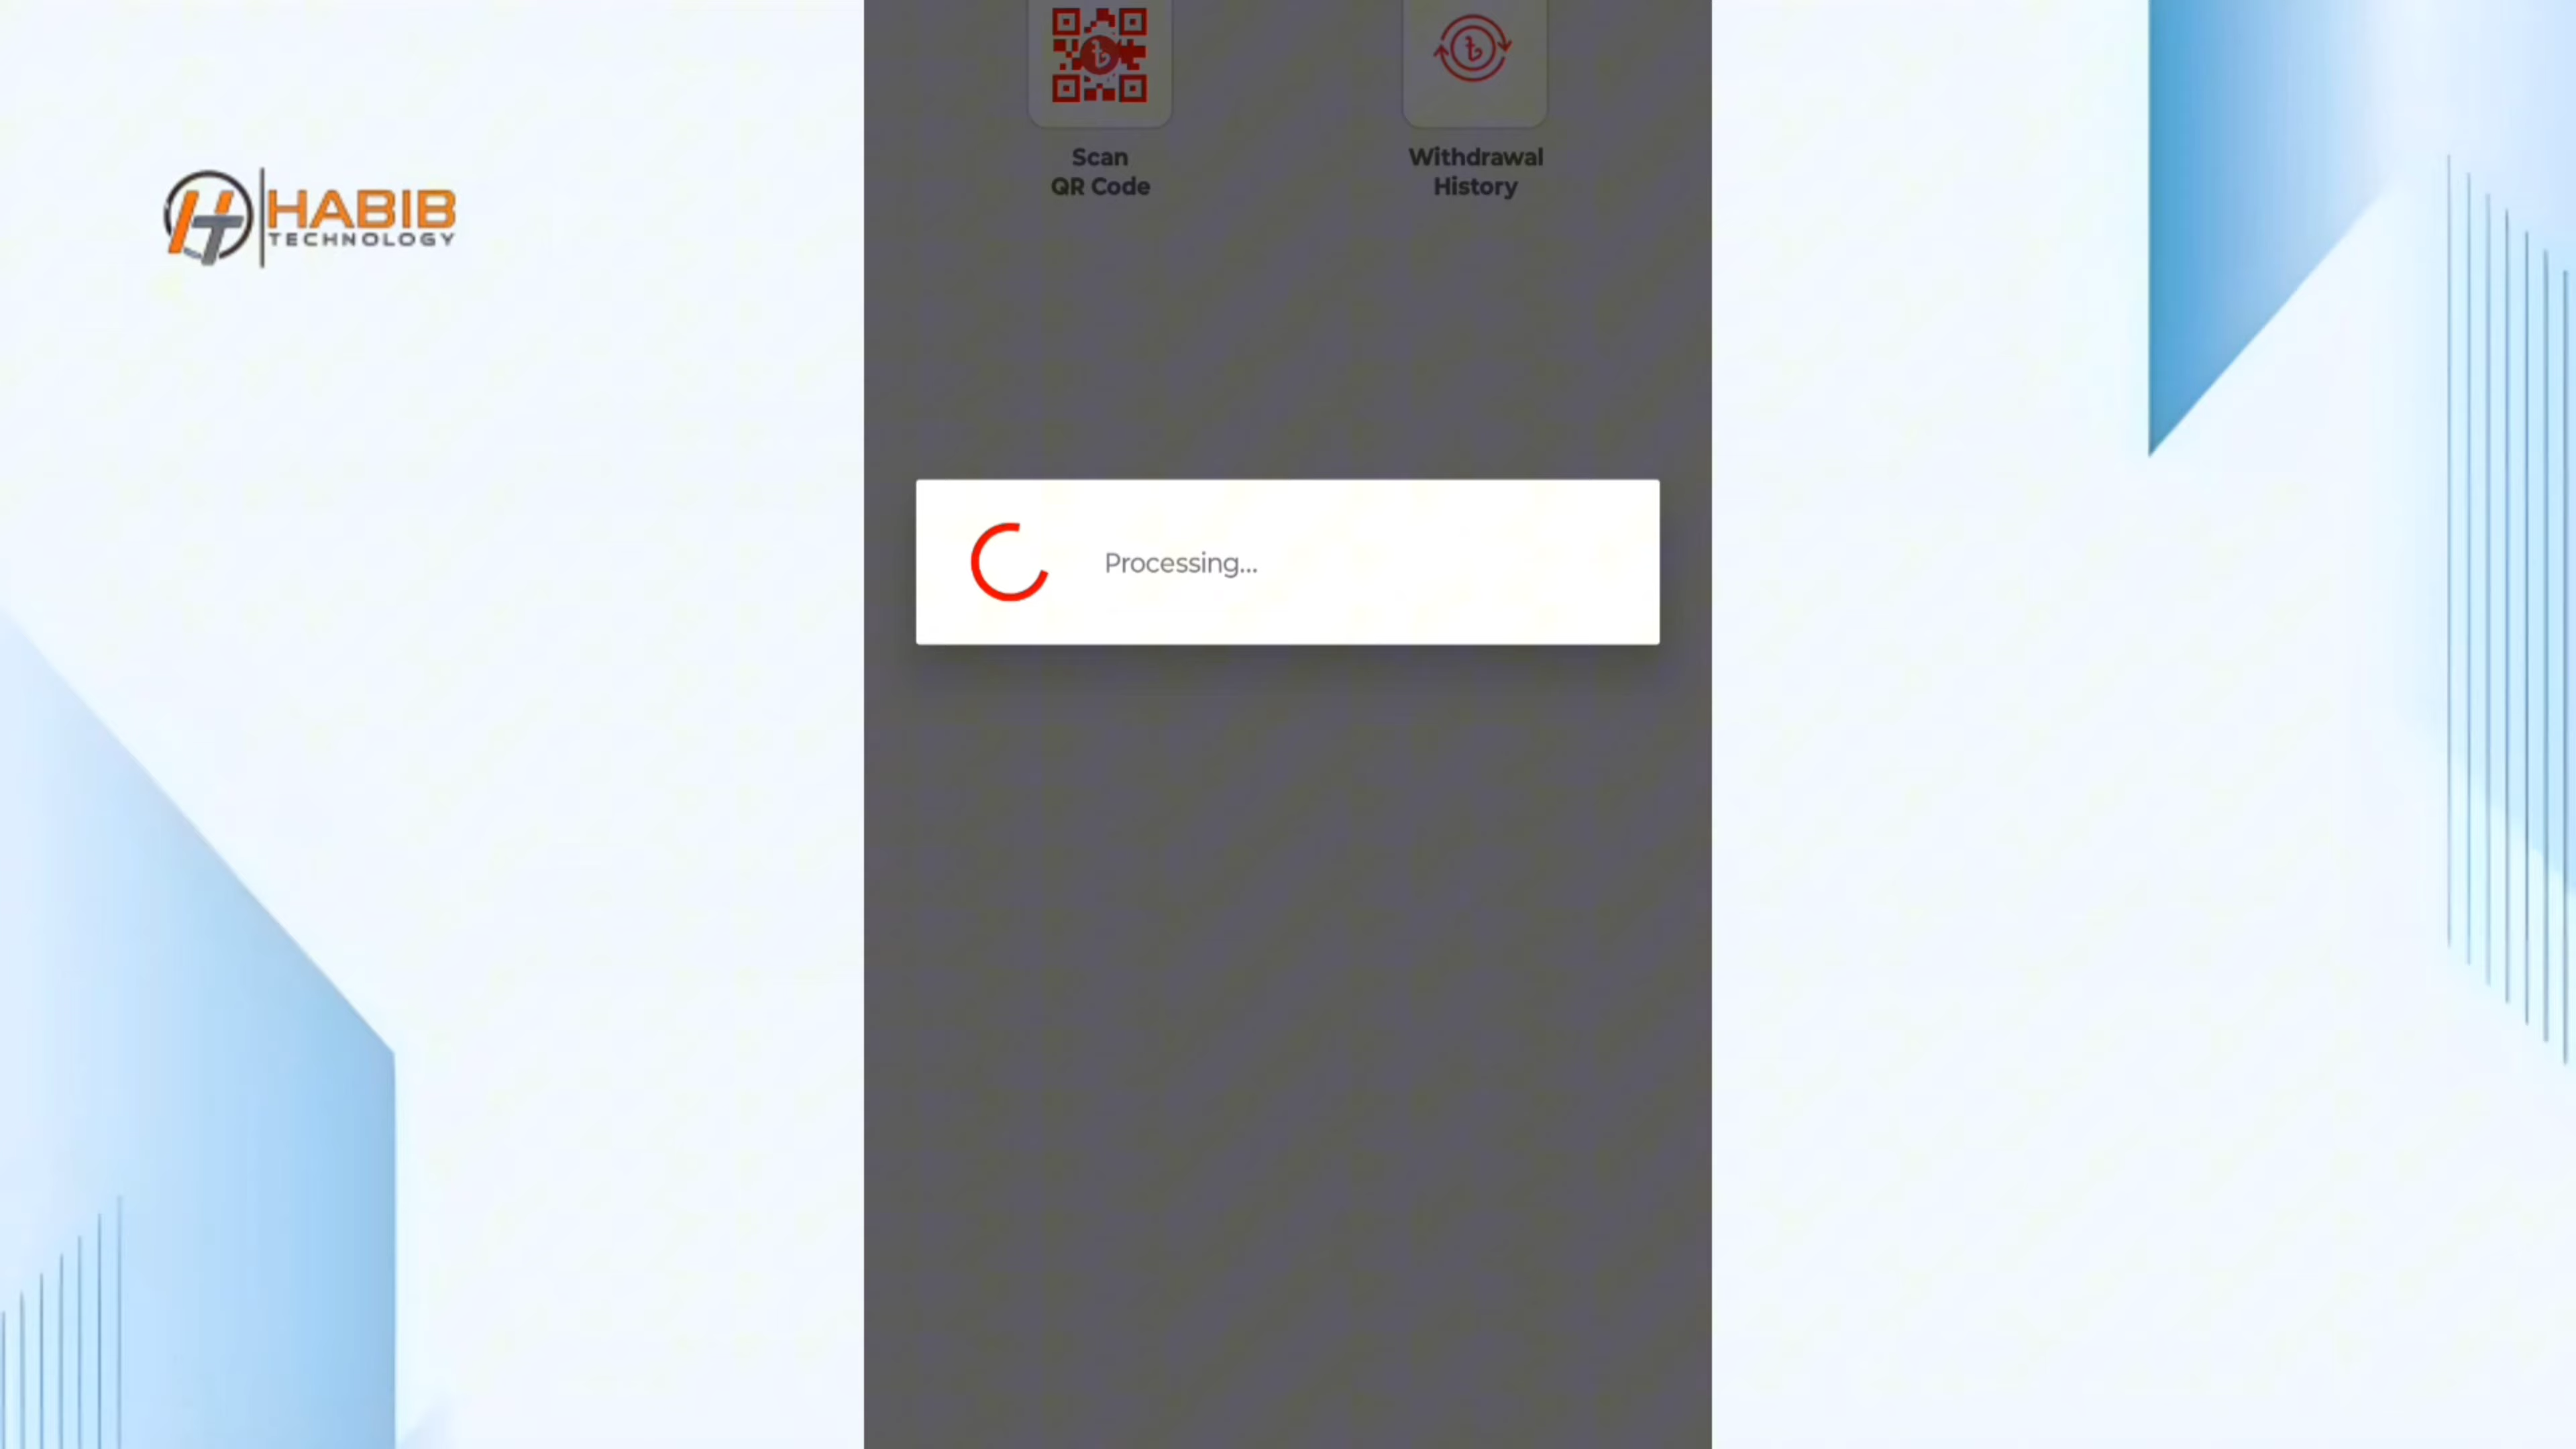 HABIB
TECHNOLOGY
Scan
QR Code
Withdrawal
History
Processing...